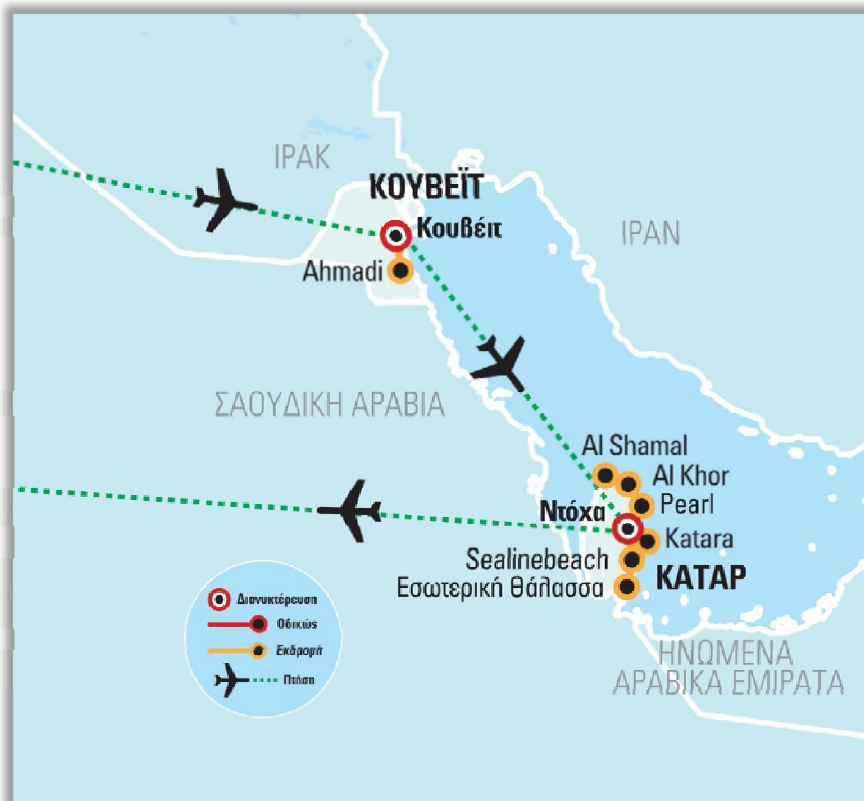 ΙΡΑΚ
ΚΟΥΒΕΪΤ
Κουβέιτ
ΙΡΑΝ
Ahmadi
ΣΑΟΥΔΙΚΗ ΑΡΑΒΙΑ
Al Shamal
Al Khor
Pearl
Ντόχα
Katara
Sealinebeach
Εσωτερική Θάλασσα
ΚΑΤΑΡ
Διανυκτέρευση
Οδικώς
Εκδρομή
Πτήση
ΗΝΩΜΕΝΑ
ΑΡΑΒΙΚΑ ΕΜΙΡΑΤΑ